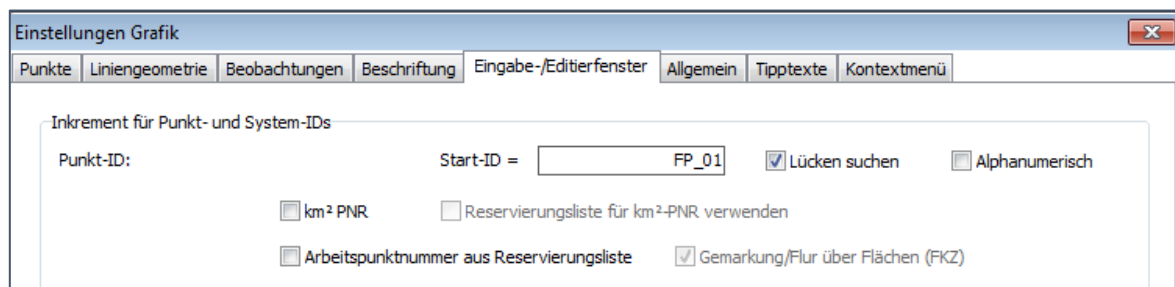 Einstellungen Grafik
Punkte Liniengeometrie Beobachtungen Beschriftung Eingabe-/Editierfenster Allgemein Tipptexte Kontextmenü
Inkrement für Punkt- und System-IDs
Punkt-ID: Start-ID = FP_01 Lücken suchen Alphanumerisch
km² PNR Reservierungsliste für km²-PNR verwenden
Arbeitspunktnummer aus Reservierungsliste Gemarkung/Flur über Flächen (FKZ)